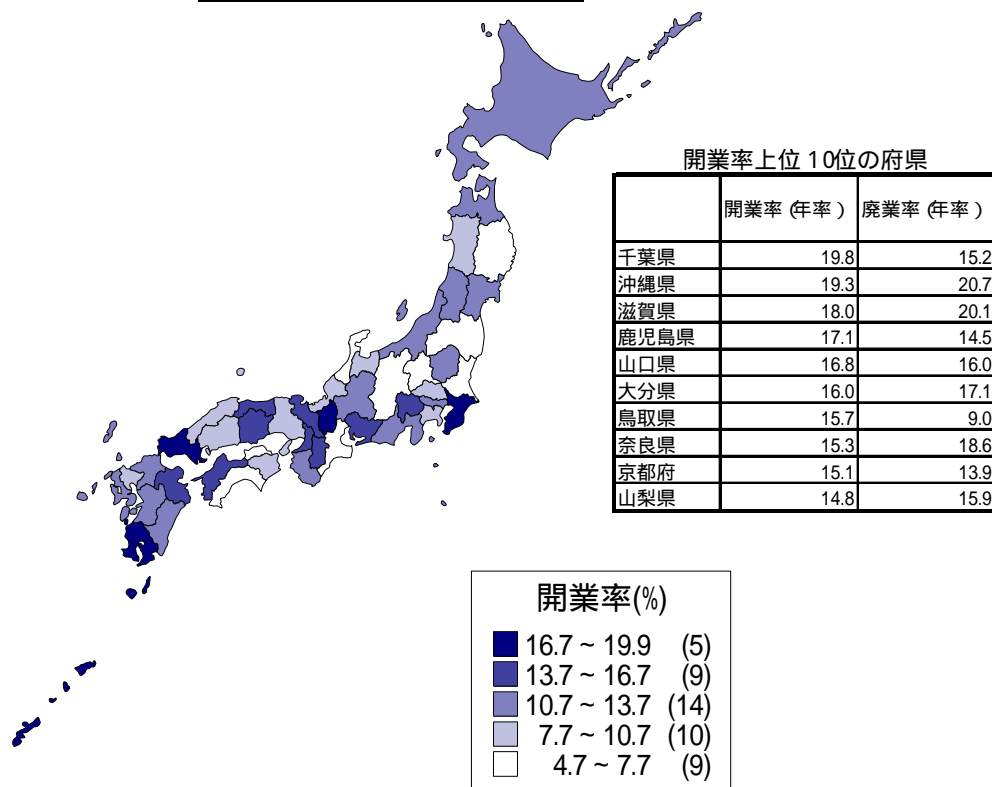 開業率上位10位の府県
開業率(年率) 廃業率(年率)
千葉県 19.8 15.2
沖縄県 19.3 20.7
滋賀県 18.0 20.1
鹿児島県 17.1 14.5
山口県 16.8 16.0
大分県 16.0 17.1
鳥取県 15.7 9.0
奈良県 15.3 18.6
京都府 15.1 13.9
山梨県 14.8 15.9
開業率(%)
16.7 ~ 19.9 (5)
13.7 ~ 16.7 (9)
10.7 ~ 13.7 (14)
7.7 ~ 10.7 (10)
4.7 ~ 7.7 (9)